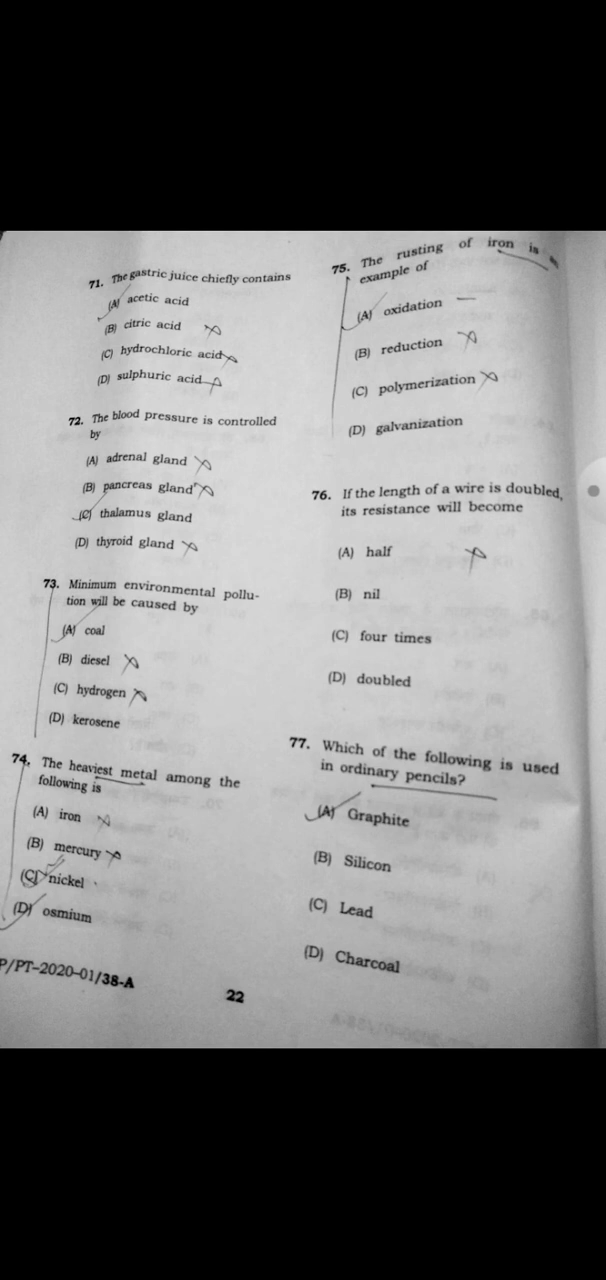 71. The gastric juice chiefly contains
(A) acetic acid
(B) citric acid
(C) hydrochloric acid
(D) sulphuric acid
72. The blood pressure is controlled
by
(A) adrenal gland
(B) pancreas gland
(C) thalamus gland
(D) thyroid gland
73. Minimum environmental pollu-
tion will be caused by
(A) coal
(B) diesel
(C) hydrogen
(D) kerosene
74. The heaviest metal among the
following is
(A) iron
(B) mercury
(C) nickel
(D) osmium
P/PT-2020-01/38-A
22
75. The rusting of iron is
example of
(A) oxidation
(B) reduction
(C) polymerization
(D) galvanization
76. If the length of a wire is doubled,
its resistance will become
(A) half
(B) nil
(C) four times
(D) doubled
77. Which of the following is used
in ordinary pencils?
(A) Graphite
(B) Silicon
(C) Lead
(D) Charcoal